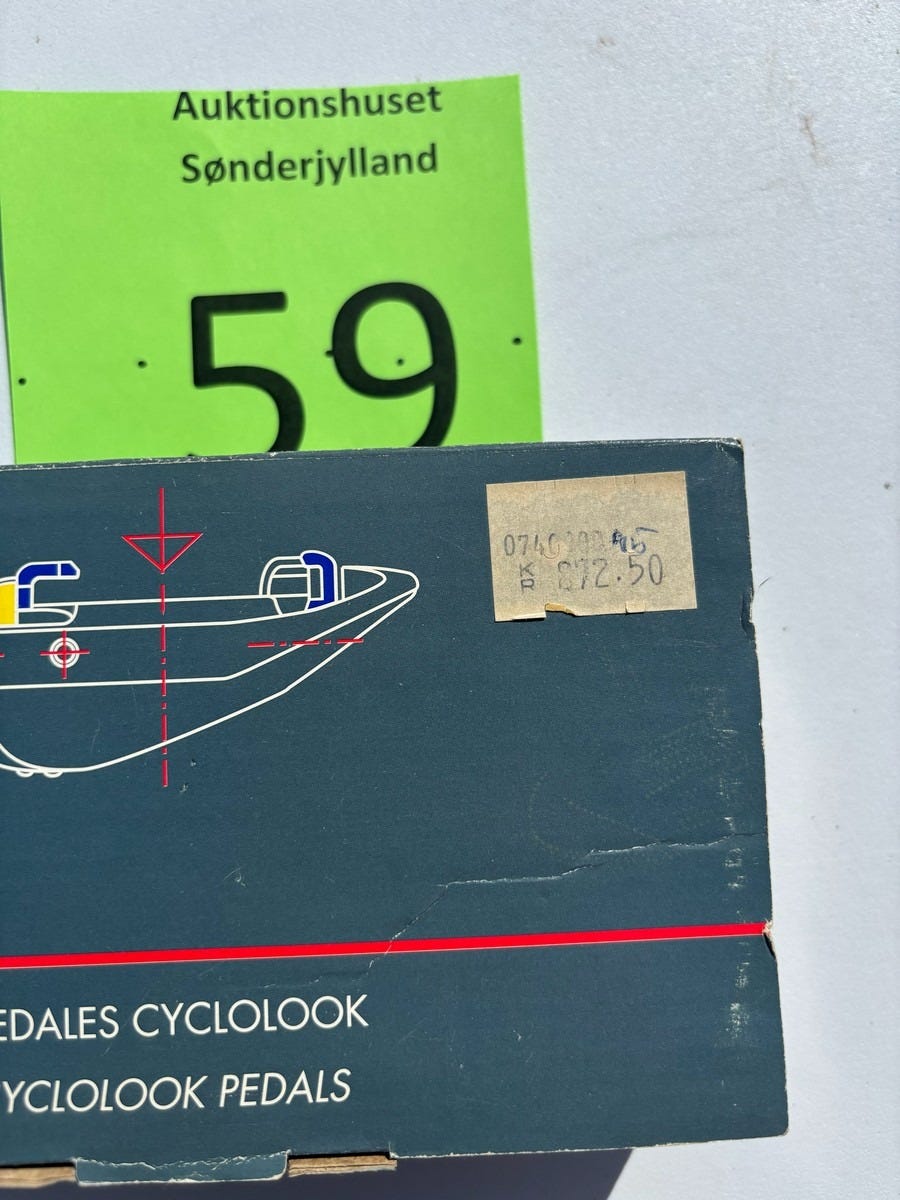 Auktionshuset
Sønderjylland
59
KR 872.50
EDALES CYCLOLOOK
YCLOLOOK PEDALS